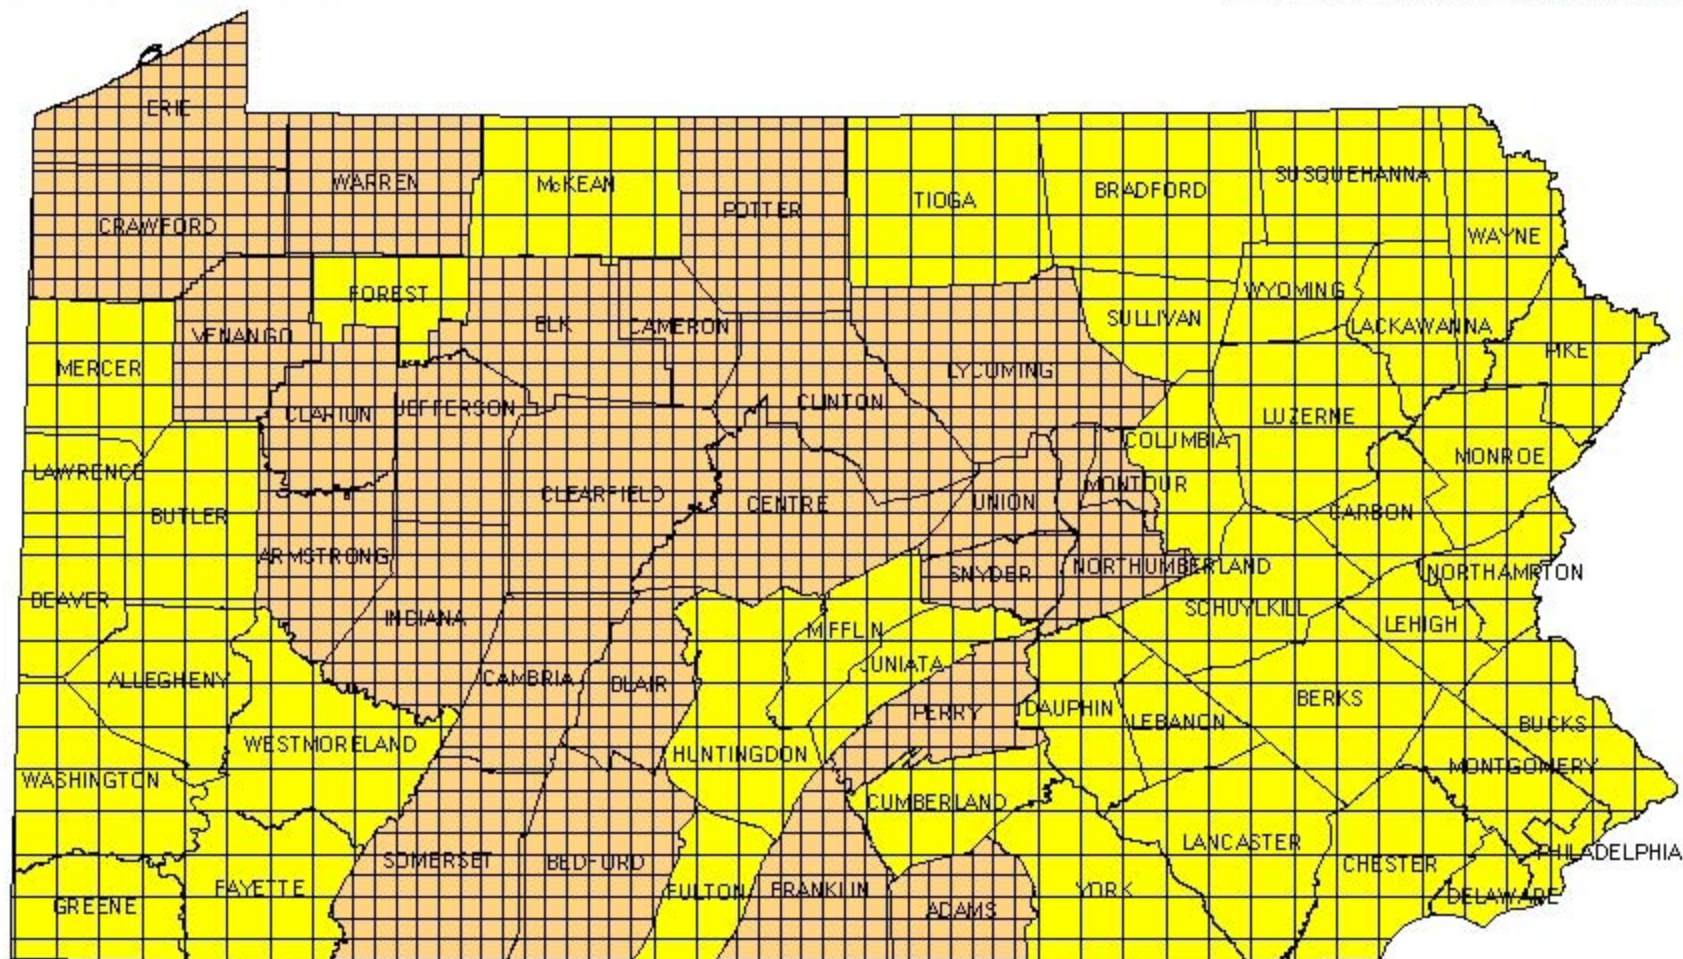 ERIE
WARREN
McKEAN
POTTER
TIOGA
BRADFORD
SUSQUEHANNA
WAYNE
CRAWFORD
FOREST
VENANGO
ELK
CAMERON
SULLIVAN
WYOMING
LACKAWANNA
PIKE
MERCER
LYCOMING
CLARION
JEFFERSON
CLINTON
LUZERNE
COLUMBIA
MONROE
LAWRENCE
CLEARFIELD
CENTRE
UNION
MONTOUR
CARBON
BUTLER
ARMSTRONG
SNYDER
NORTHUMBERLAND
NORTHAMPTON
BEAVER
INDIANA
MIFFLIN
SCHUYLKILL
LEHIGH
ALLEGHENY
CAMBRIA
BLAIR
JUNIATA
PERRY
DAUPHIN
LEBANON
BERKS
BUCKS
WESTMORELAND
HUNTINGDON
MONTGOMERY
WASHINGTON
CUMBERLAND
LANCASTER
CHESTER
PHILADELPHIA
SOMERSET
BEDFORD
FULTON
FRANKLIN
ADAMS
YORK
DELAWARE
GREENE
FAYETTE